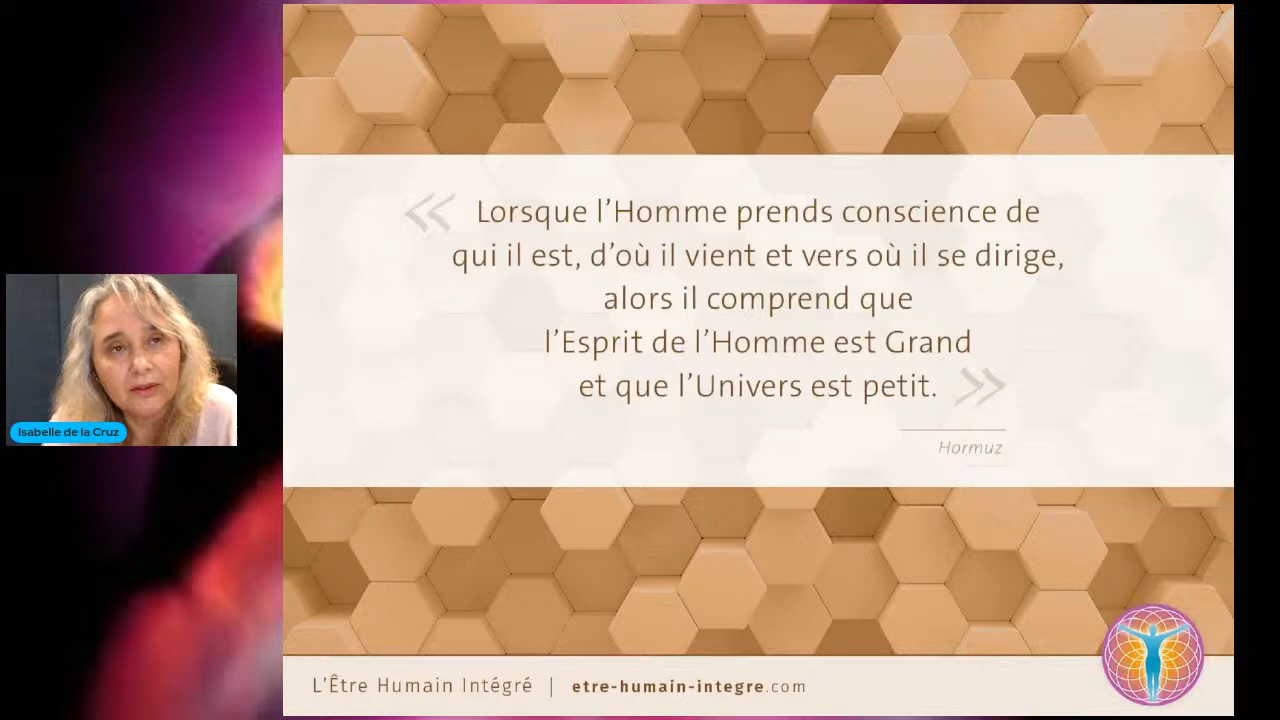 « Lorsque l’Homme prends conscience de
qui il est, d’où il vient et vers où il se dirige,
alors il comprend que
l’Esprit de l’Homme est Grand
et que l’Univers est petit. »
Hormuz
Isabelle de la Cruz
L’Être Humain Intégré | etre-humain-integre.com